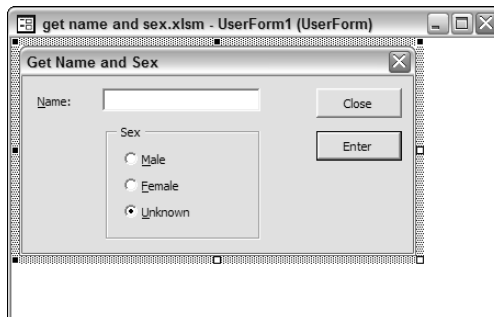 get name and sex.xlsm - UserForm1 (UserForm)
Get Name and Sex
Name:
Close
Sex
Enter
Male
Female
Unknown